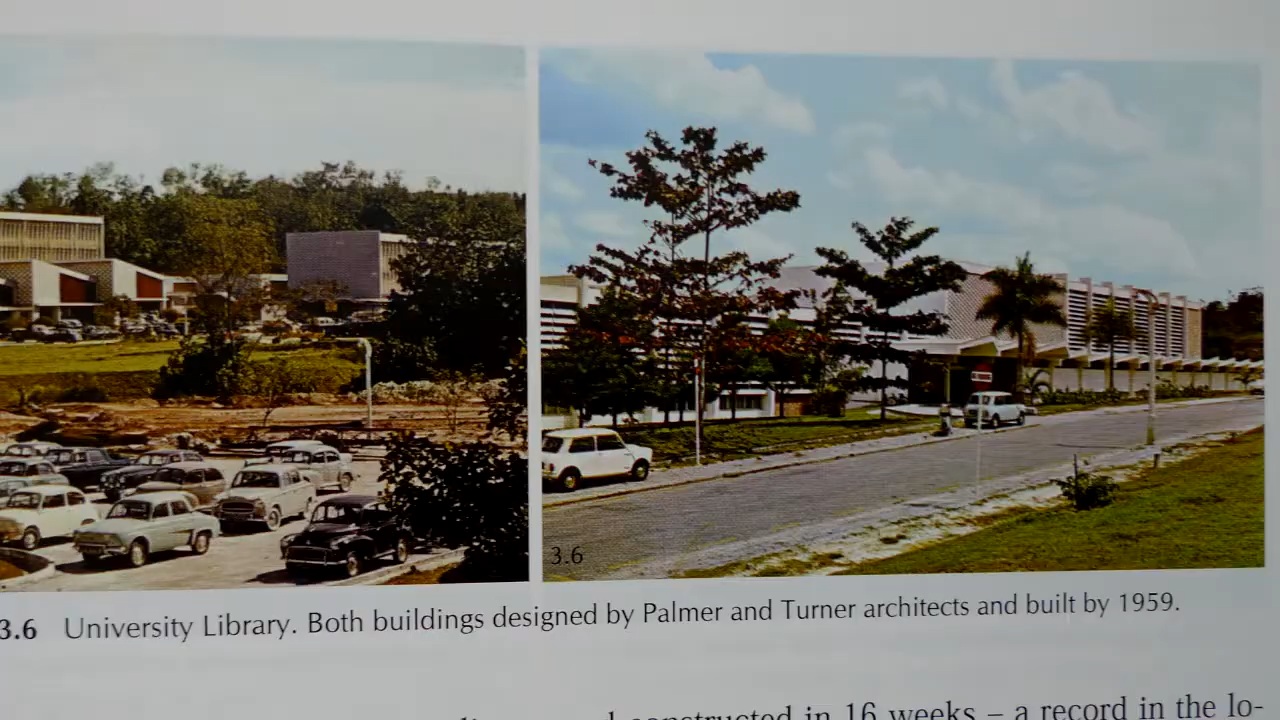 3.6
3.6 University Library. Both buildings designed by Palmer and Turner architects and built by 1959.
constructed in 16 weeks – a record in the lo-